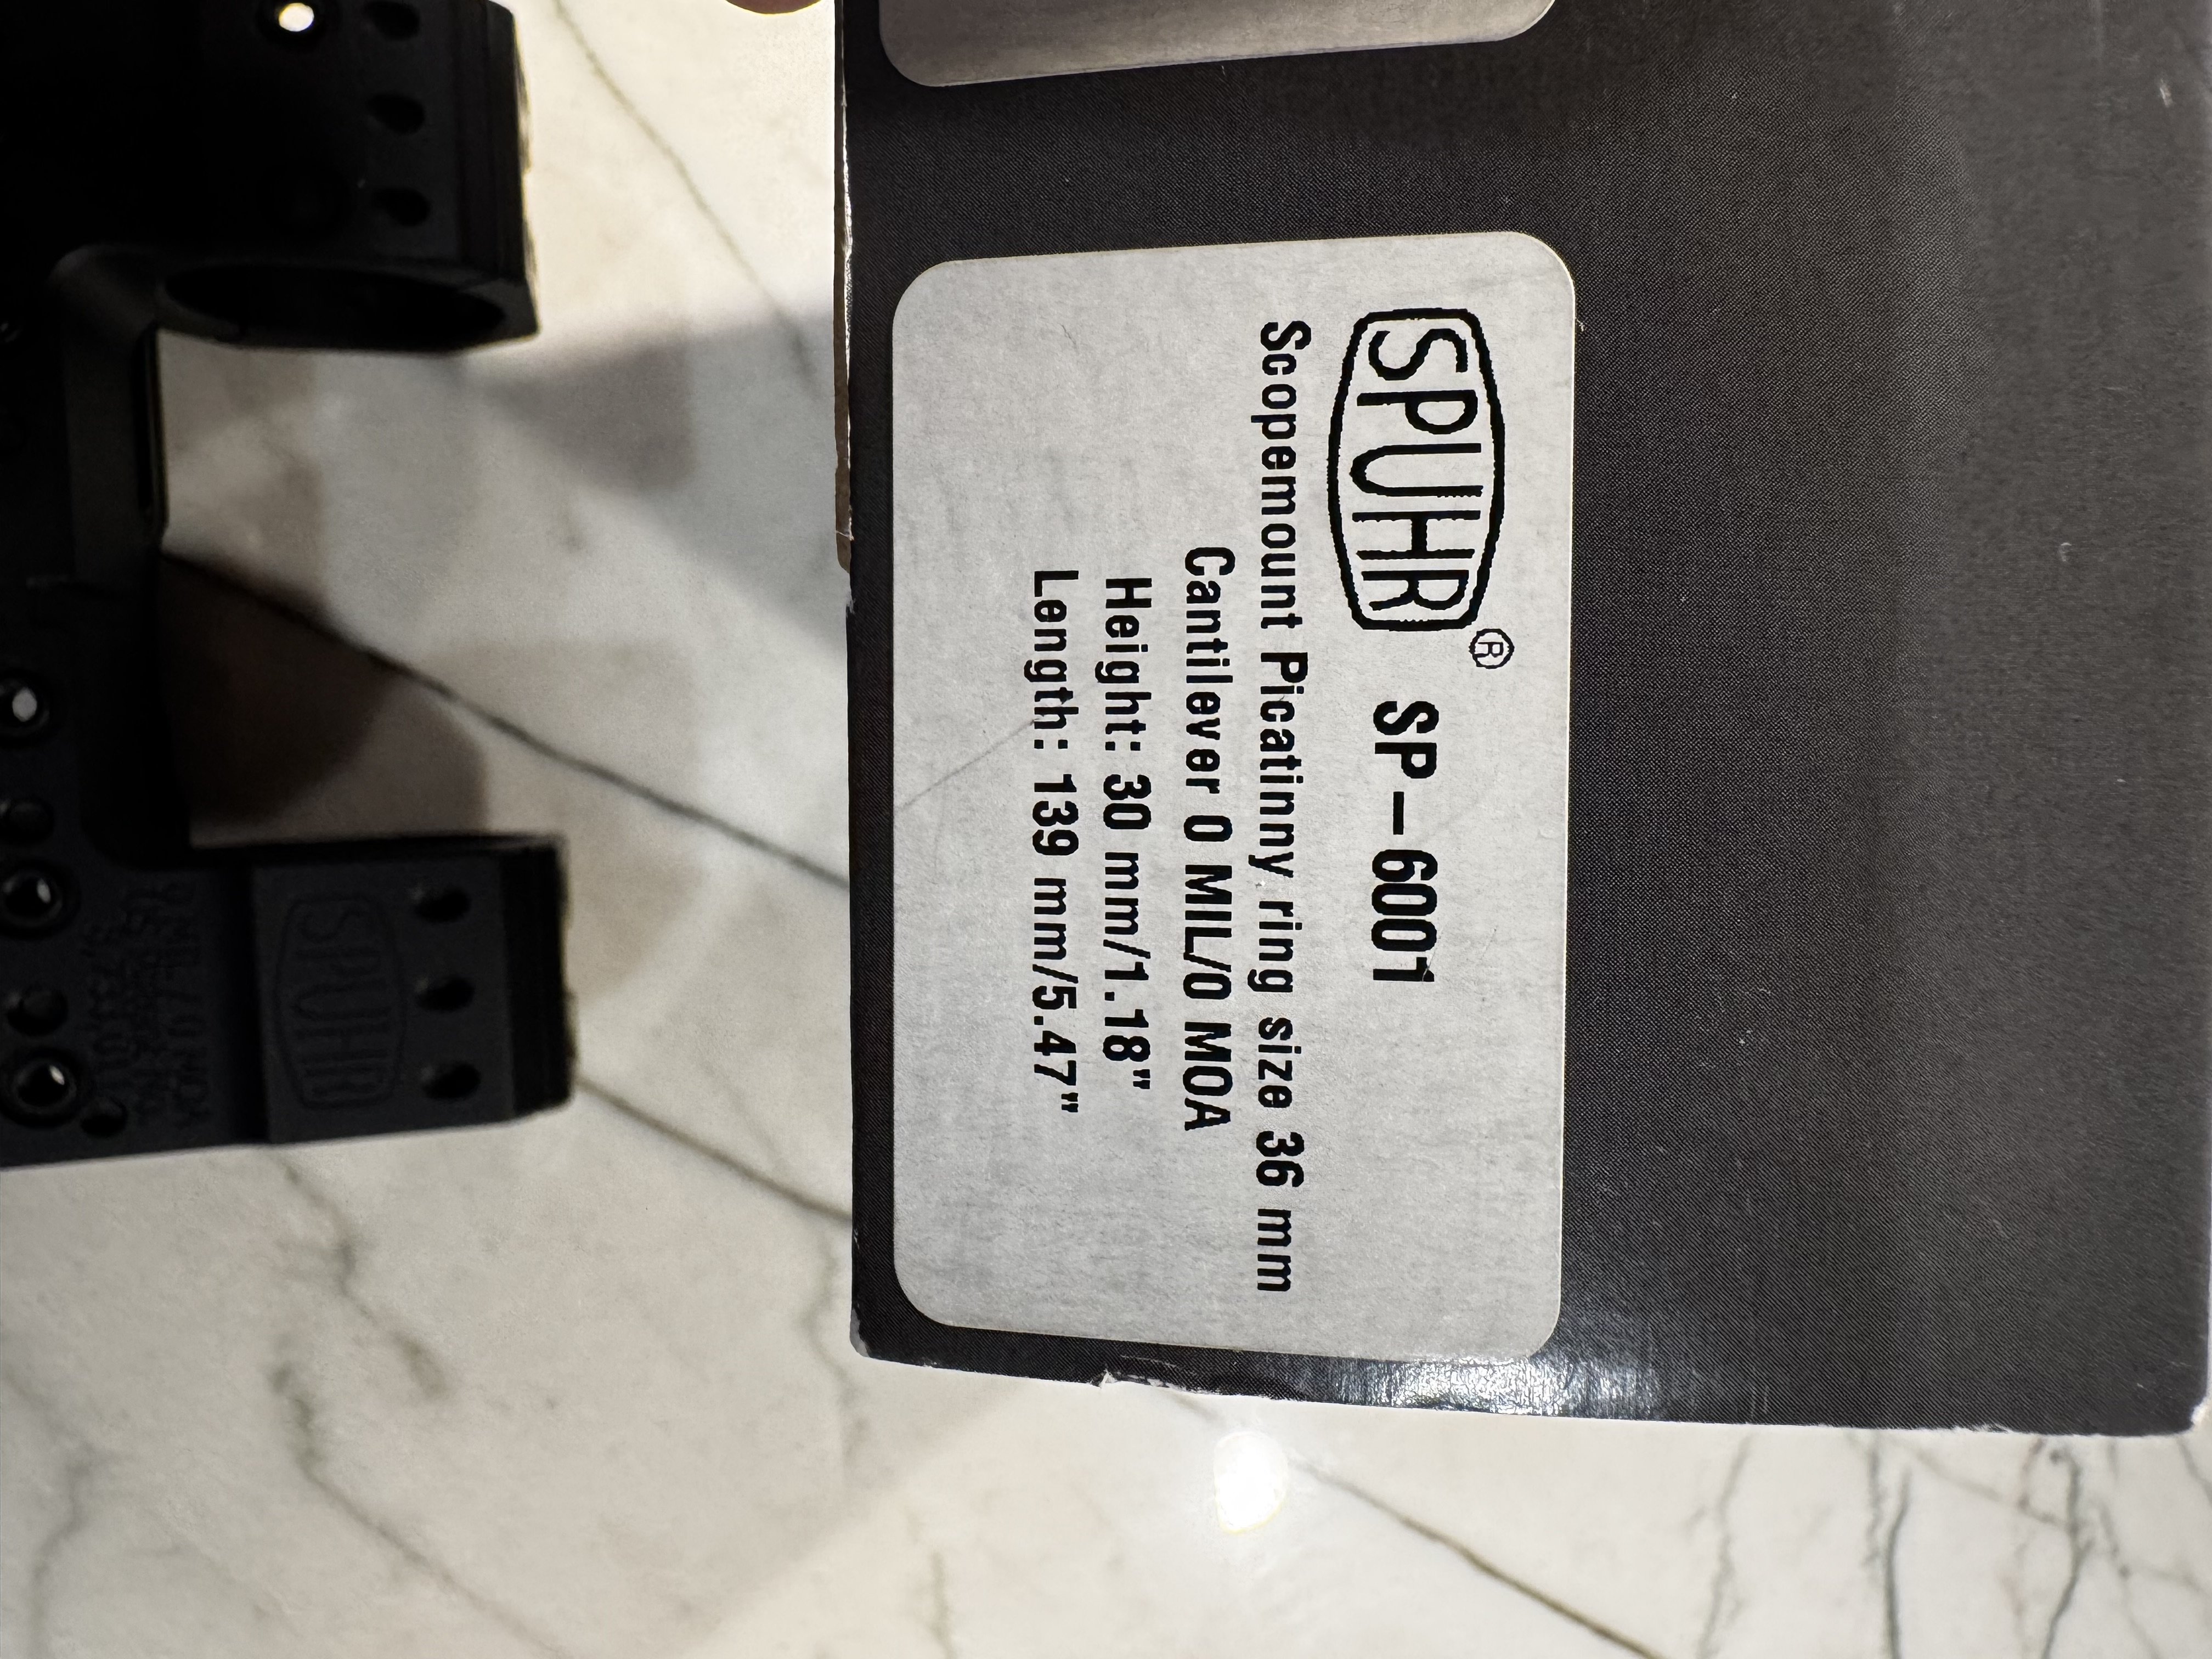 SPUHR® SP-6001
Scopemount Picatinny ring size 36 mm
Cantilever 0 MIL/0 MOA
Height: 30 mm/1.18"
Length: 139 mm/5.47"
SPUHR